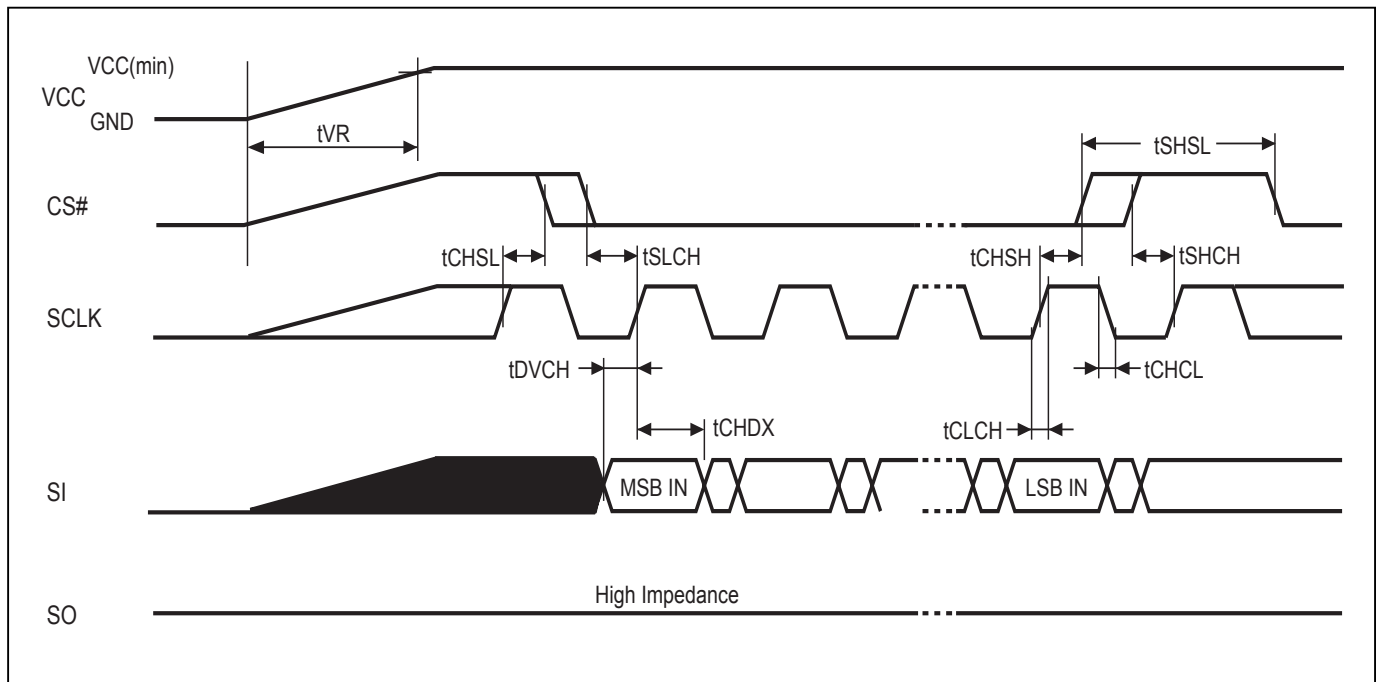 VCC(min)
VCC
GND
tVR
tSHSL
CS#
tCHSL
tSLCH
tCHSH
tSHCH
SCLK
tDVCH
tCHCL
tCHDX
tCLCH
SI
MSB IN
LSB IN
High Impedance
SO